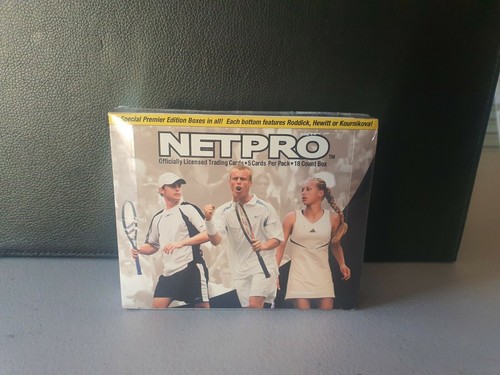 Special Premier Edition Boxes in all! Each bottom features Roddick, Hewitt or Kournikova!
NETPRO™
Officially Licensed Trading Cards • 5 Cards Per Pack • 18 Count Box